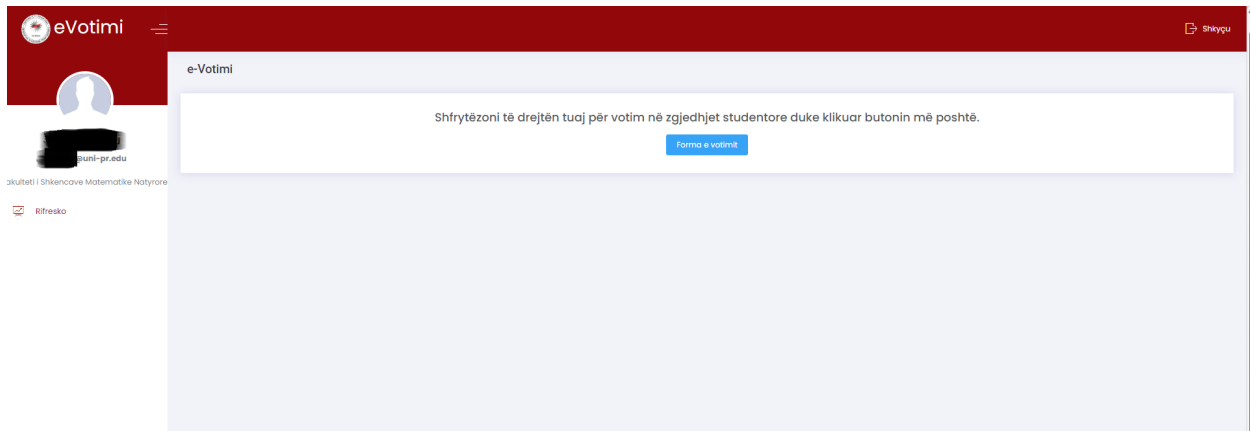 eVotimi
Shkyçu
e-Votimi
Shfrytëzoni të drejtën tuaj për votim në zgjedhjet studentore duke klikuar butonin më poshtë.
Forma e votimit
@uni-pr.edu
akulteti i Shkencave Matematike Natyrore
Rifresko